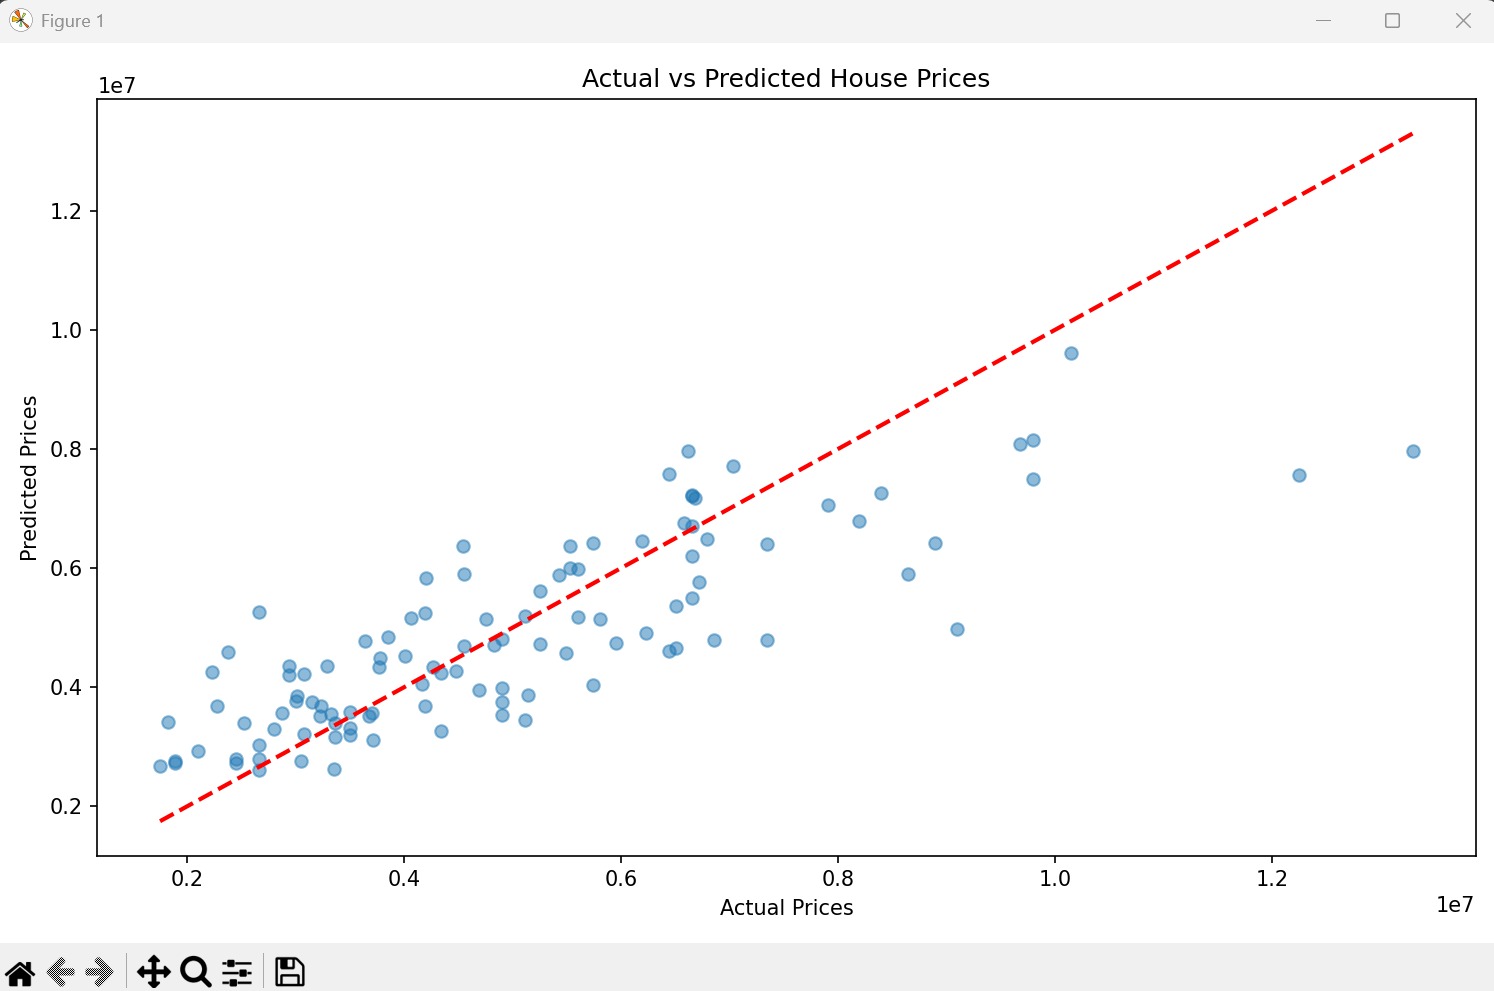 Figure 1
1e7
Actual vs Predicted House Prices
1.2
1.0
0.8
0.6
0.4
0.2
Predicted Prices
0.2 0.4 0.6 0.8 1.0 1.2
1e7
Actual Prices